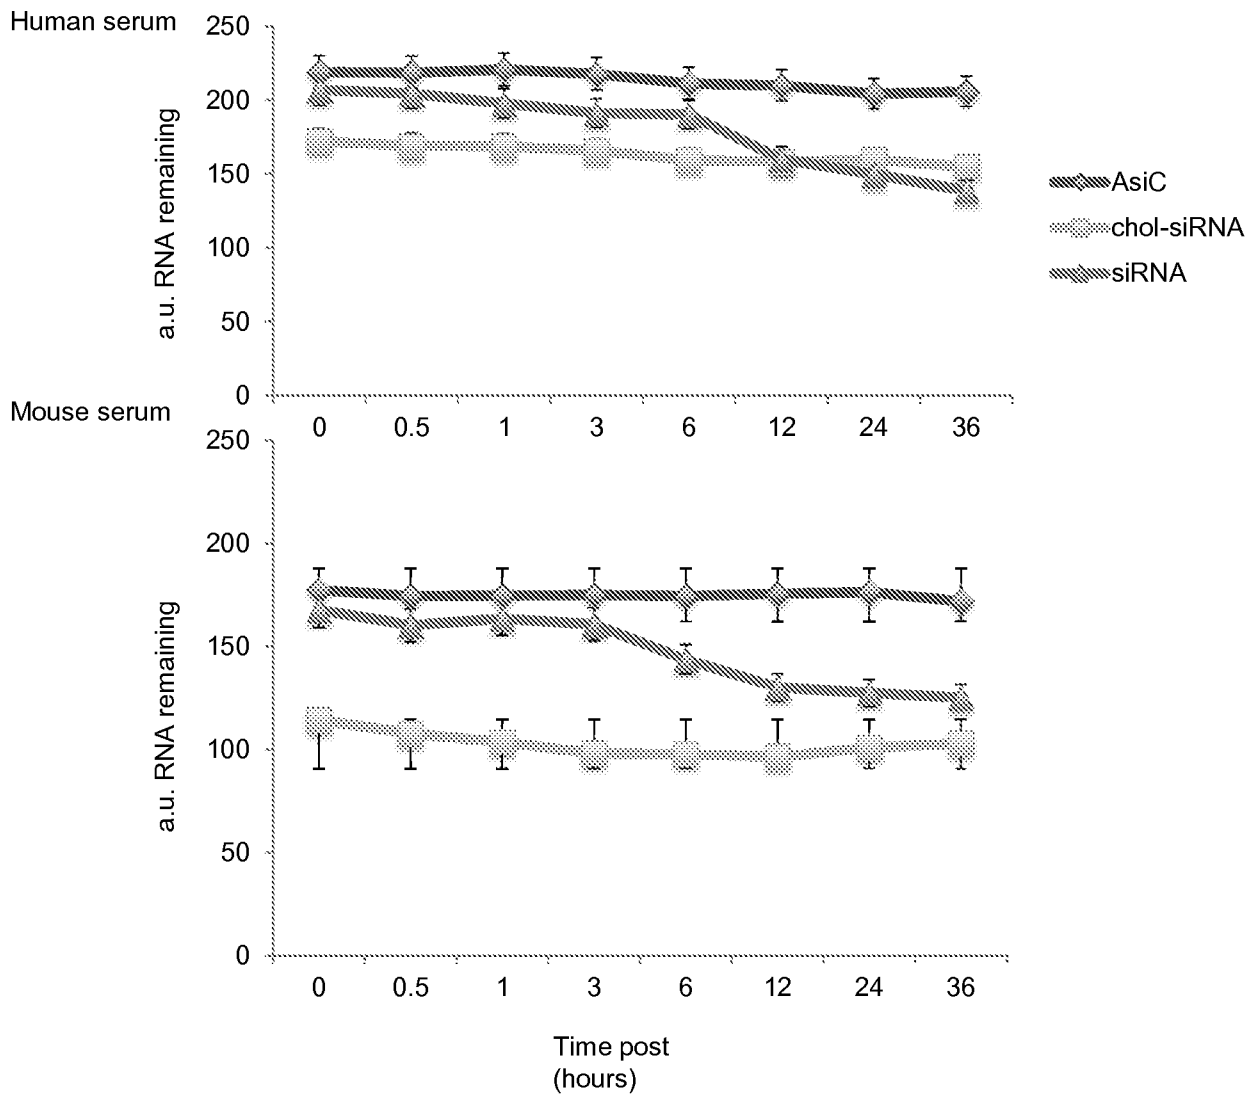 Human serum
250
200
150
100
50
0
a.u. RNA remaining
0 0.5 1 3 6 12 24 36
AsiC
chol-siRNA
siRNA
Mouse serum
250
200
150
100
50
0
a.u. RNA remaining
0 0.5 1 3 6 12 24 36
Time post
(hours)